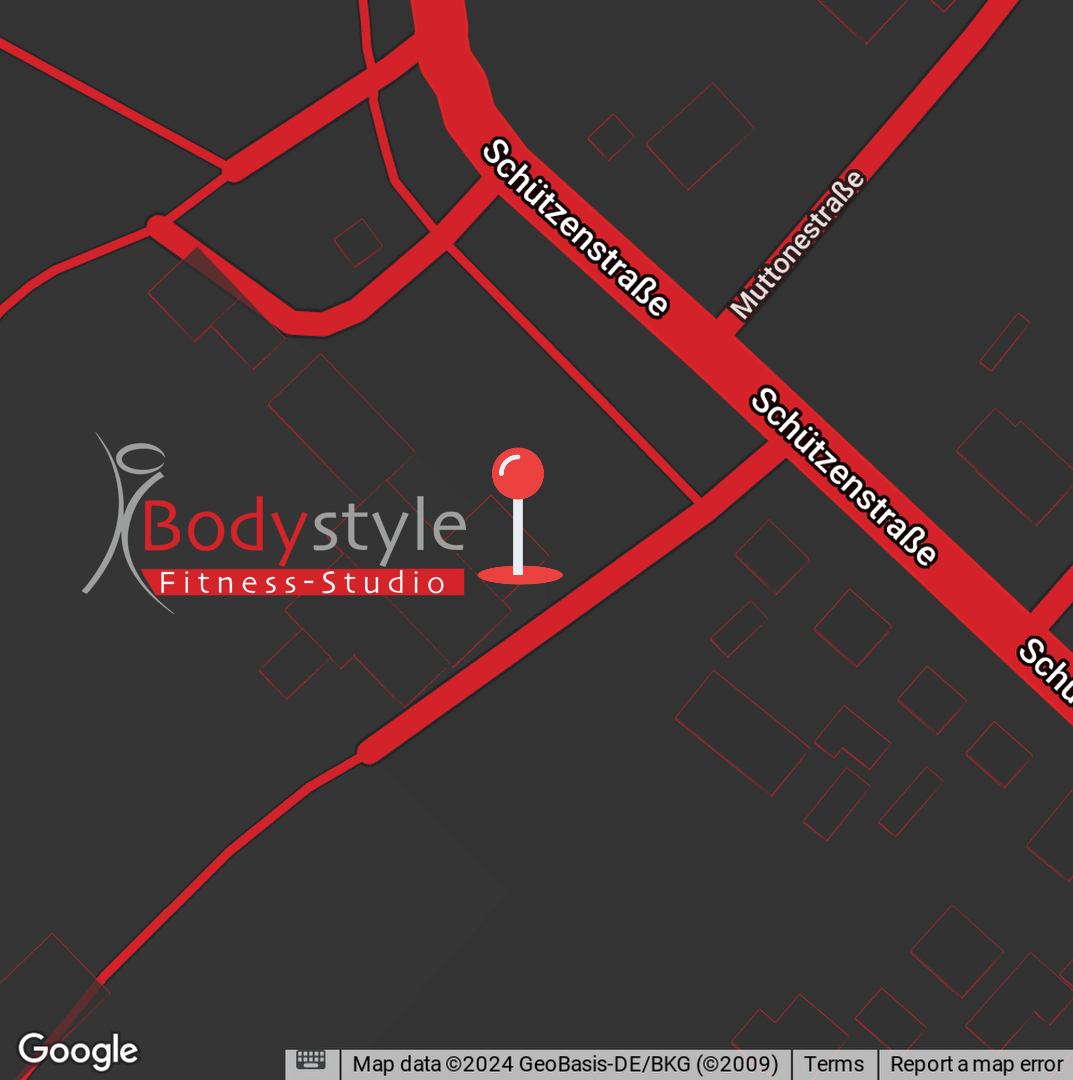 Schützenstraße
Muttonestraße
Schützenstraße
Bodystyle
Fitness-Studio
Schü
Google
Map data ©2024 GeoBasis-DE/BKG (©2009)
Terms
Report a map error